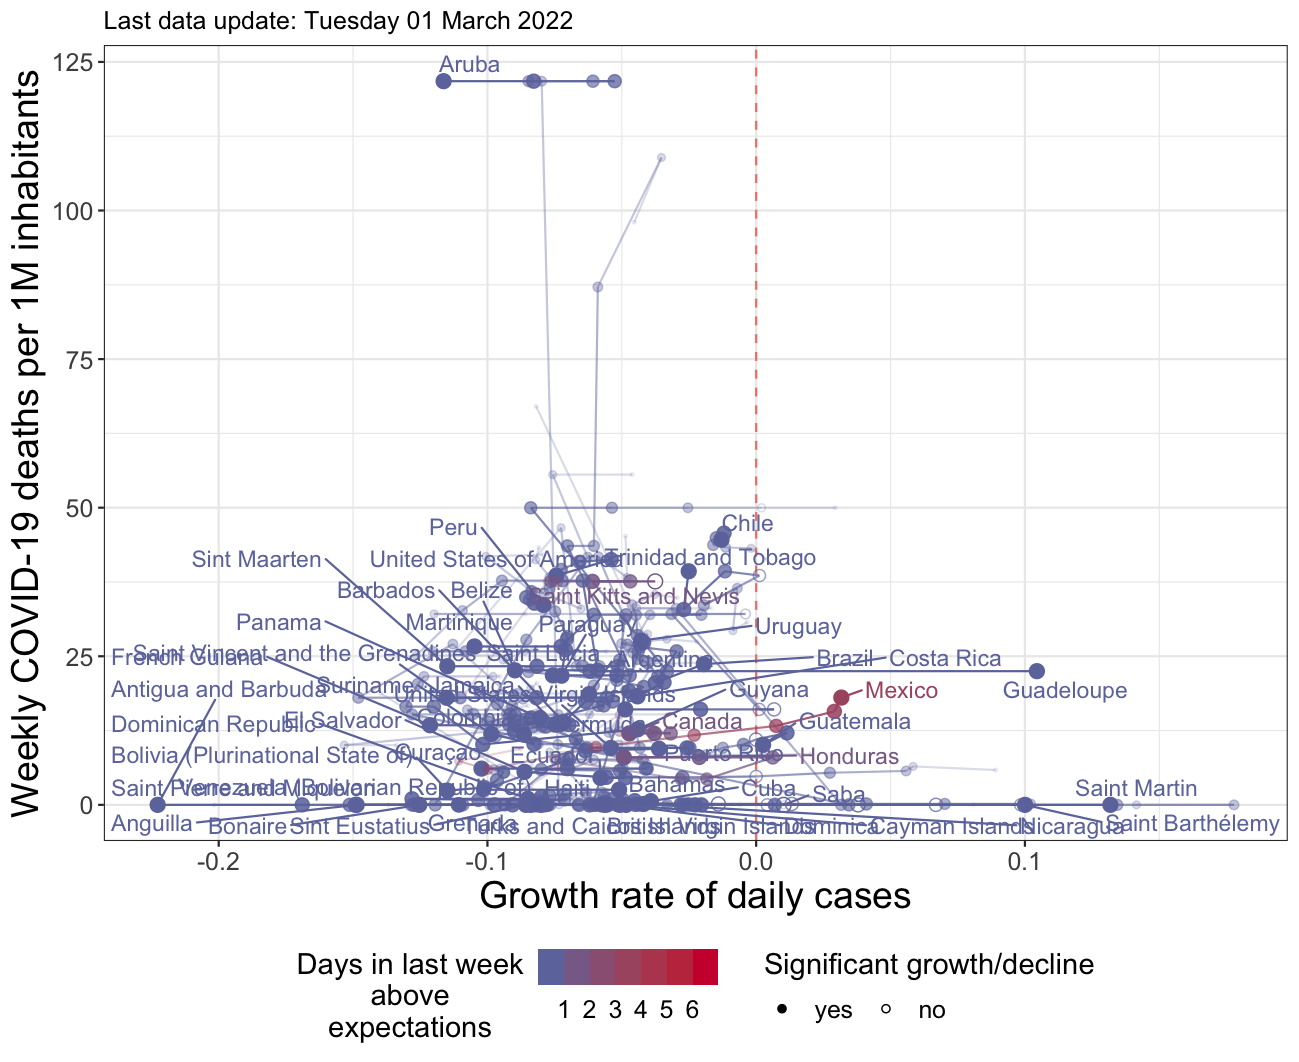 Last data update: Tuesday 01 March 2022
Weekly COVID-19 deaths per 1M inhabitants
125
Aruba
100
75
50
Chile
Peru
Sint Maarten
United States of America
Trinidad and Tobago
Barbados
Belize
Saint Kitts and Nevis
Panama
Martinique
Paraguay
Uruguay
25
French Guiana
Saint Vincent and the Grenadines
Saint Lucia
Argentina
Brazil
Costa Rica
Antigua and Barbuda
Suriname
Jamaica
United States Virgin Islands
Guyana
Mexico
Guadeloupe
Dominican Republic
El Salvador
Colombia
Bermuda
Canada
Guatemala
Bolivia (Plurinational State of)
Curaçao
Ecuador
Puerto Rico
Honduras
Saint Pierre and Miquelon
Venezuela (Bolivarian Republic of)
Haiti
Bahamas
Cuba
Saba
Saint Martin
0
Anguilla
Bonaire
Sint Eustatius
Grenada
Turks and Caicos Islands
British Virgin Islands
Dominica
Cayman Islands
Nicaragua
Saint Barthélemy
-0.2
-0.1
0.0
0.1
Growth rate of daily cases
Days in last week
above
expectations
1 2 3 4 5 6
Significant growth/decline
yes
no